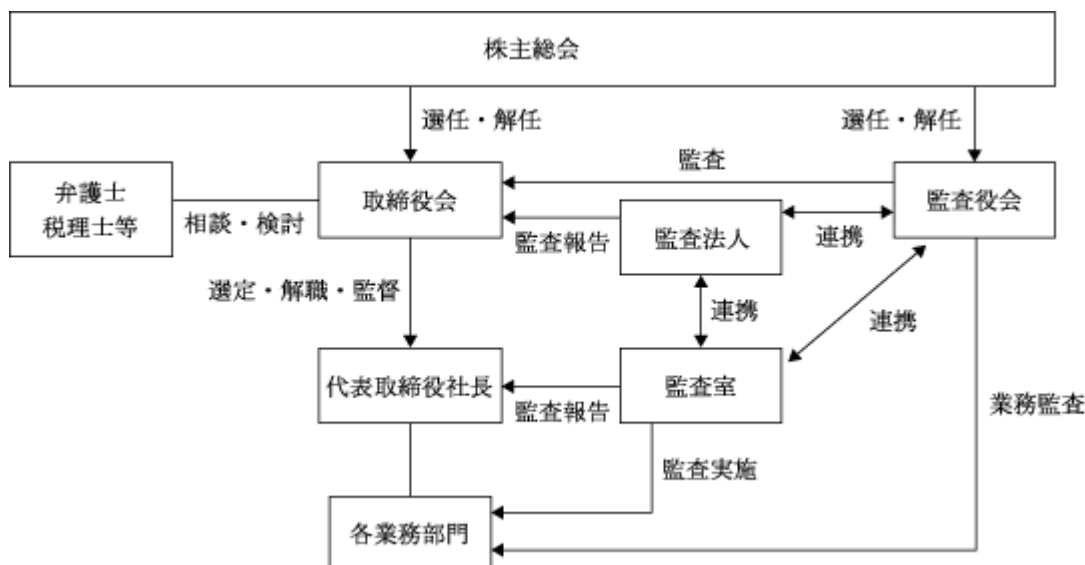 株主総会
選任・解任
選任・解任
監査
弁護士
税理士等
相談・検討
取締役会
監査役会
監査報告
監査法人
連携
選定・解職・監督
連携
連携
代表取締役社長
監査報告
監査室
業務監査
監査実施
各業務部門